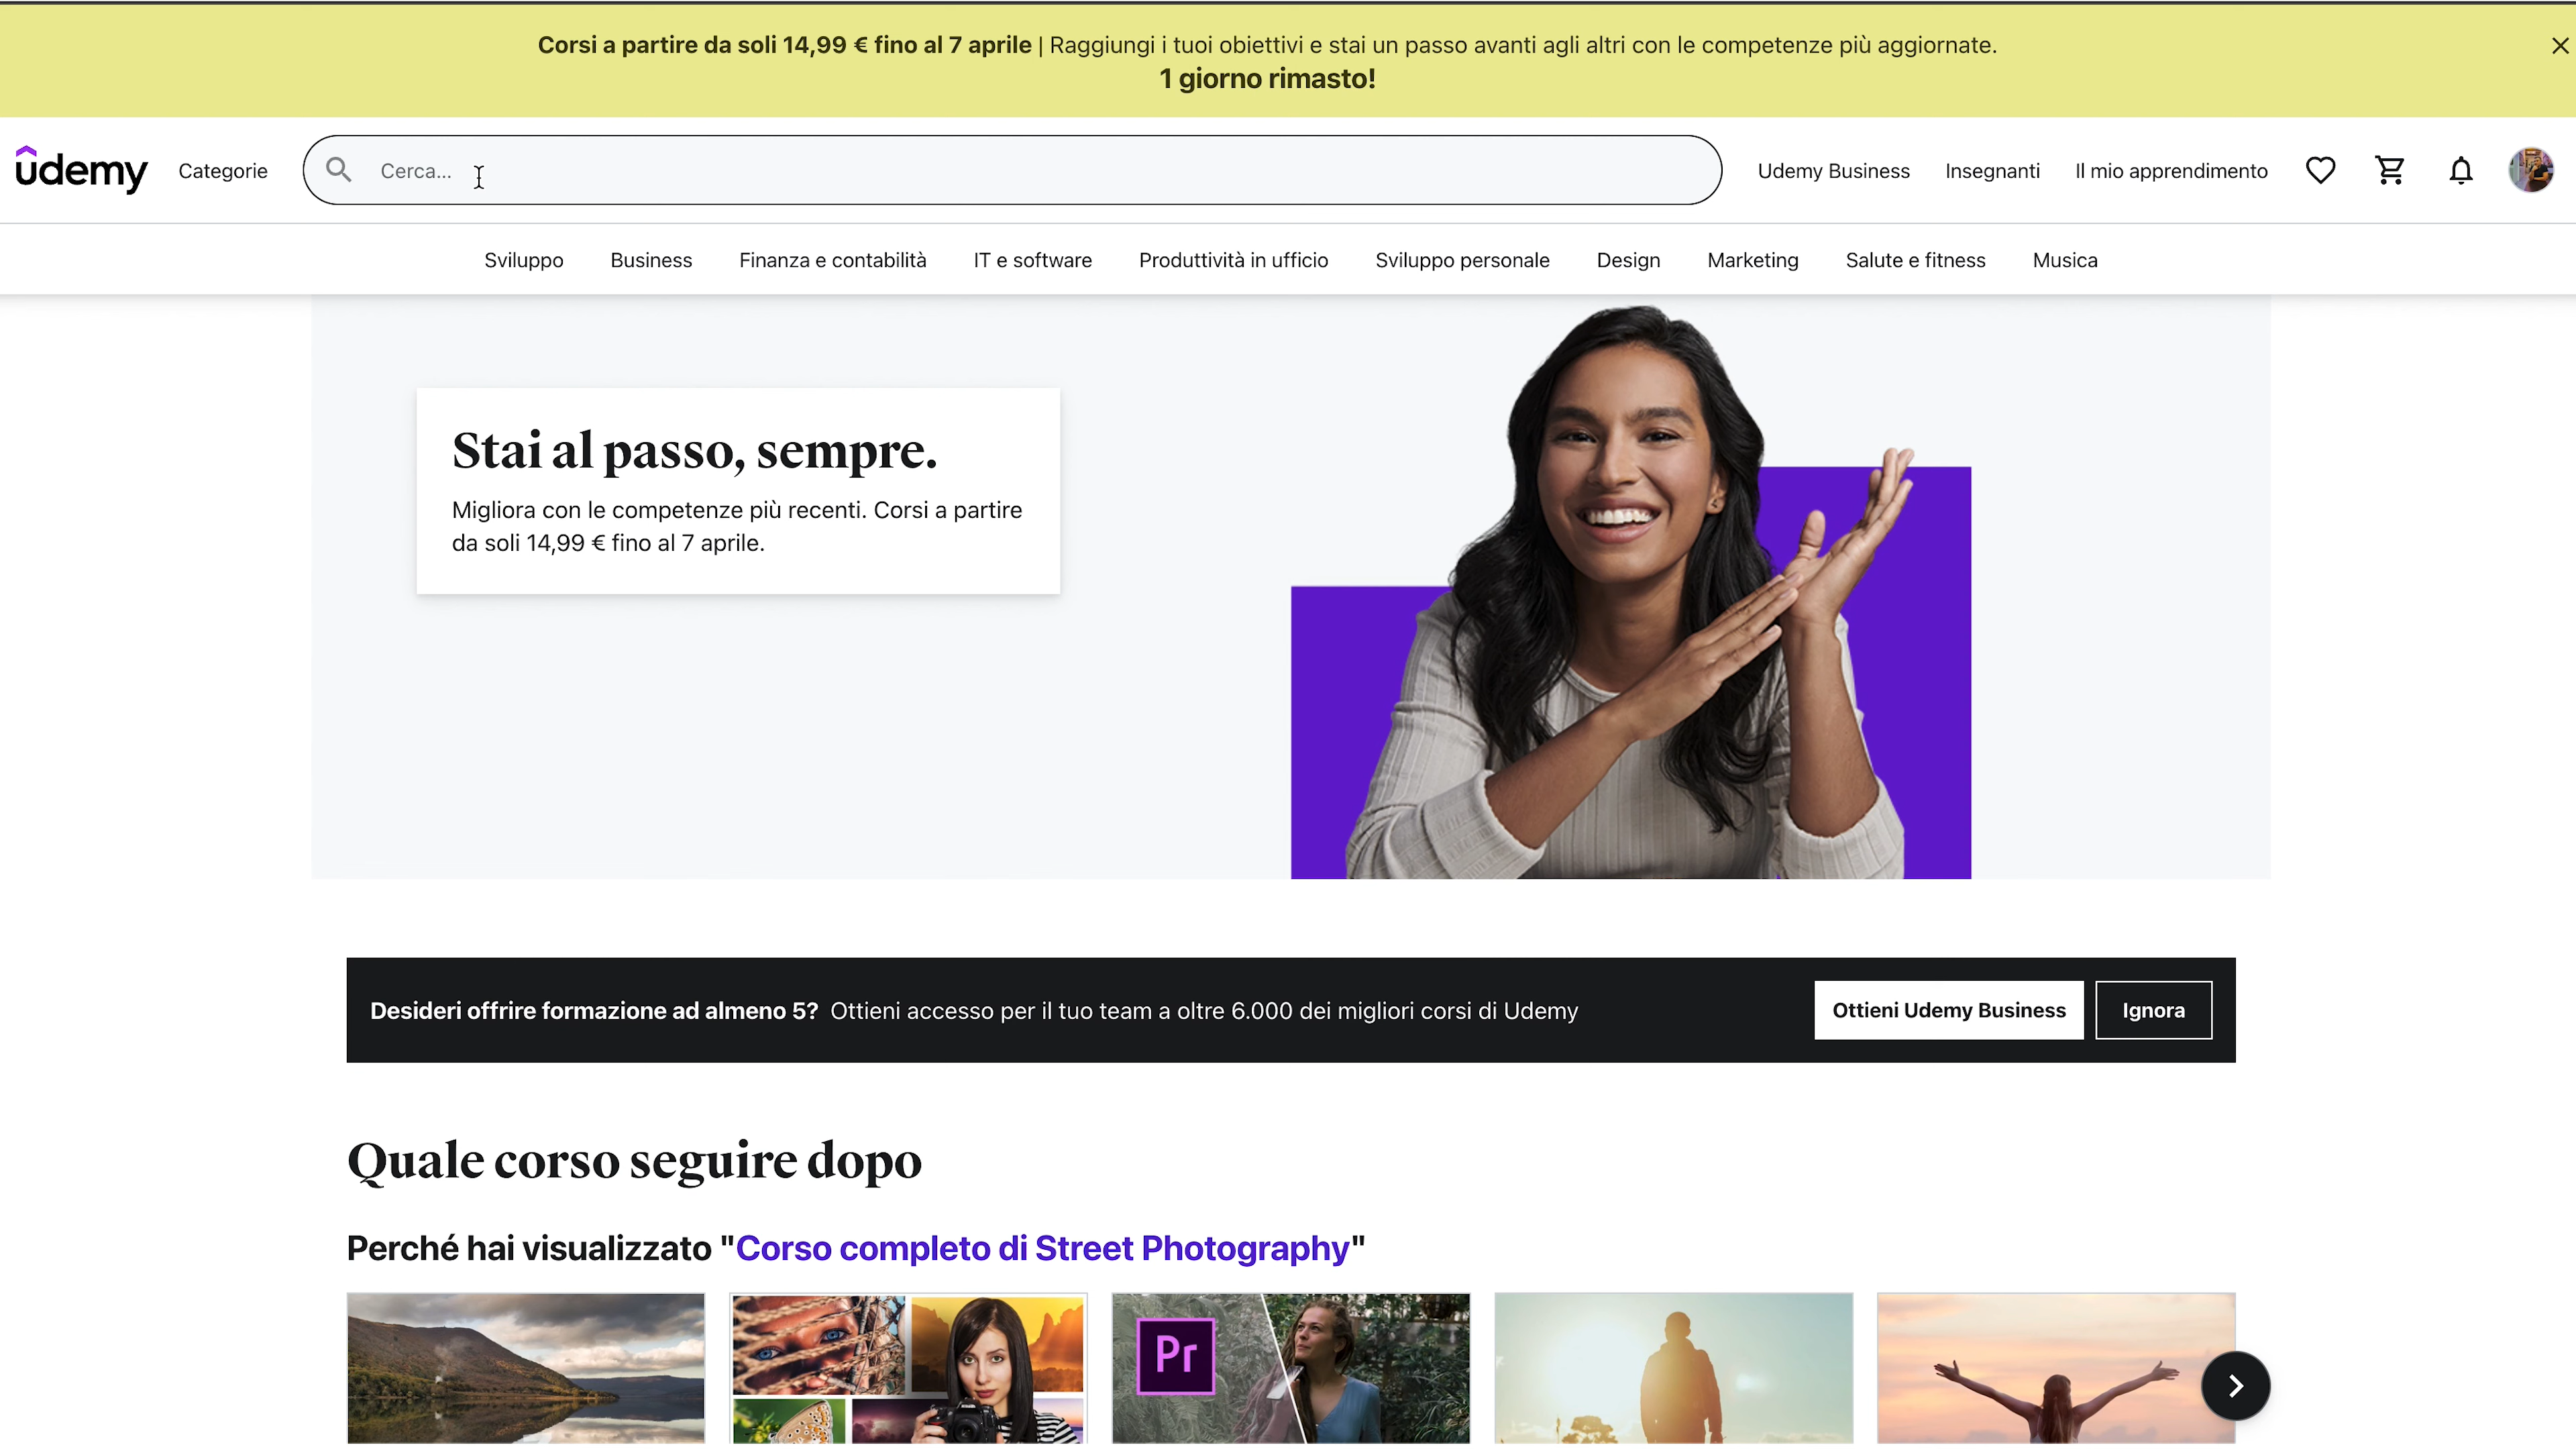 Corsi a partire da soli 14,99 € fino al 7 aprile | Raggiungi i tuoi obiettivi e stai un passo avanti agli altri con le competenze più aggiornate.
1 giorno rimasto!
udemy
Categorie
Cerca...
Udemy Business
Insegnanti
Il mio apprendimento
Sviluppo
Business
Finanza e contabilità
IT e software
Produttività in ufficio
Sviluppo personale
Design
Marketing
Salute e fitness
Musica
Stai al passo, sempre.
Migliora con le competenze più recenti. Corsi a partire
da soli 14,99 € fino al 7 aprile.
Desideri offrire formazione ad almeno 5? Ottieni accesso per il tuo team a oltre 6.000 dei migliori corsi di Udemy
Ottieni Udemy Business
Ignora
Quale corso seguire dopo
Perché hai visualizzato "Corso completo di Street Photography"
Pr